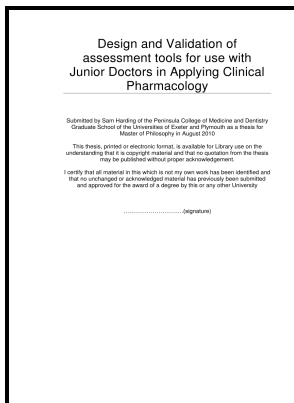 Design and Validation of
assessment tools for use with
Junior Doctors in Applying Clinical
Pharmacology
Submitted by Sam Harding of the Peninsula College of Medicine and Dentistry
Graduate School of the Universities of Exeter and Plymouth as a thesis for
Master of Philosophy in August 2010
This thesis, printed or electronic format, is available for Library use on the
understanding that it is copyright material and that no quotation from the thesis
may be published without proper acknowledgement.
I certify that all material in this which is not my own work has been identified and
that no unchanged or acknowledged material has previously been submitted
and approved for the award of a degree by this or any other University
............................(signature)